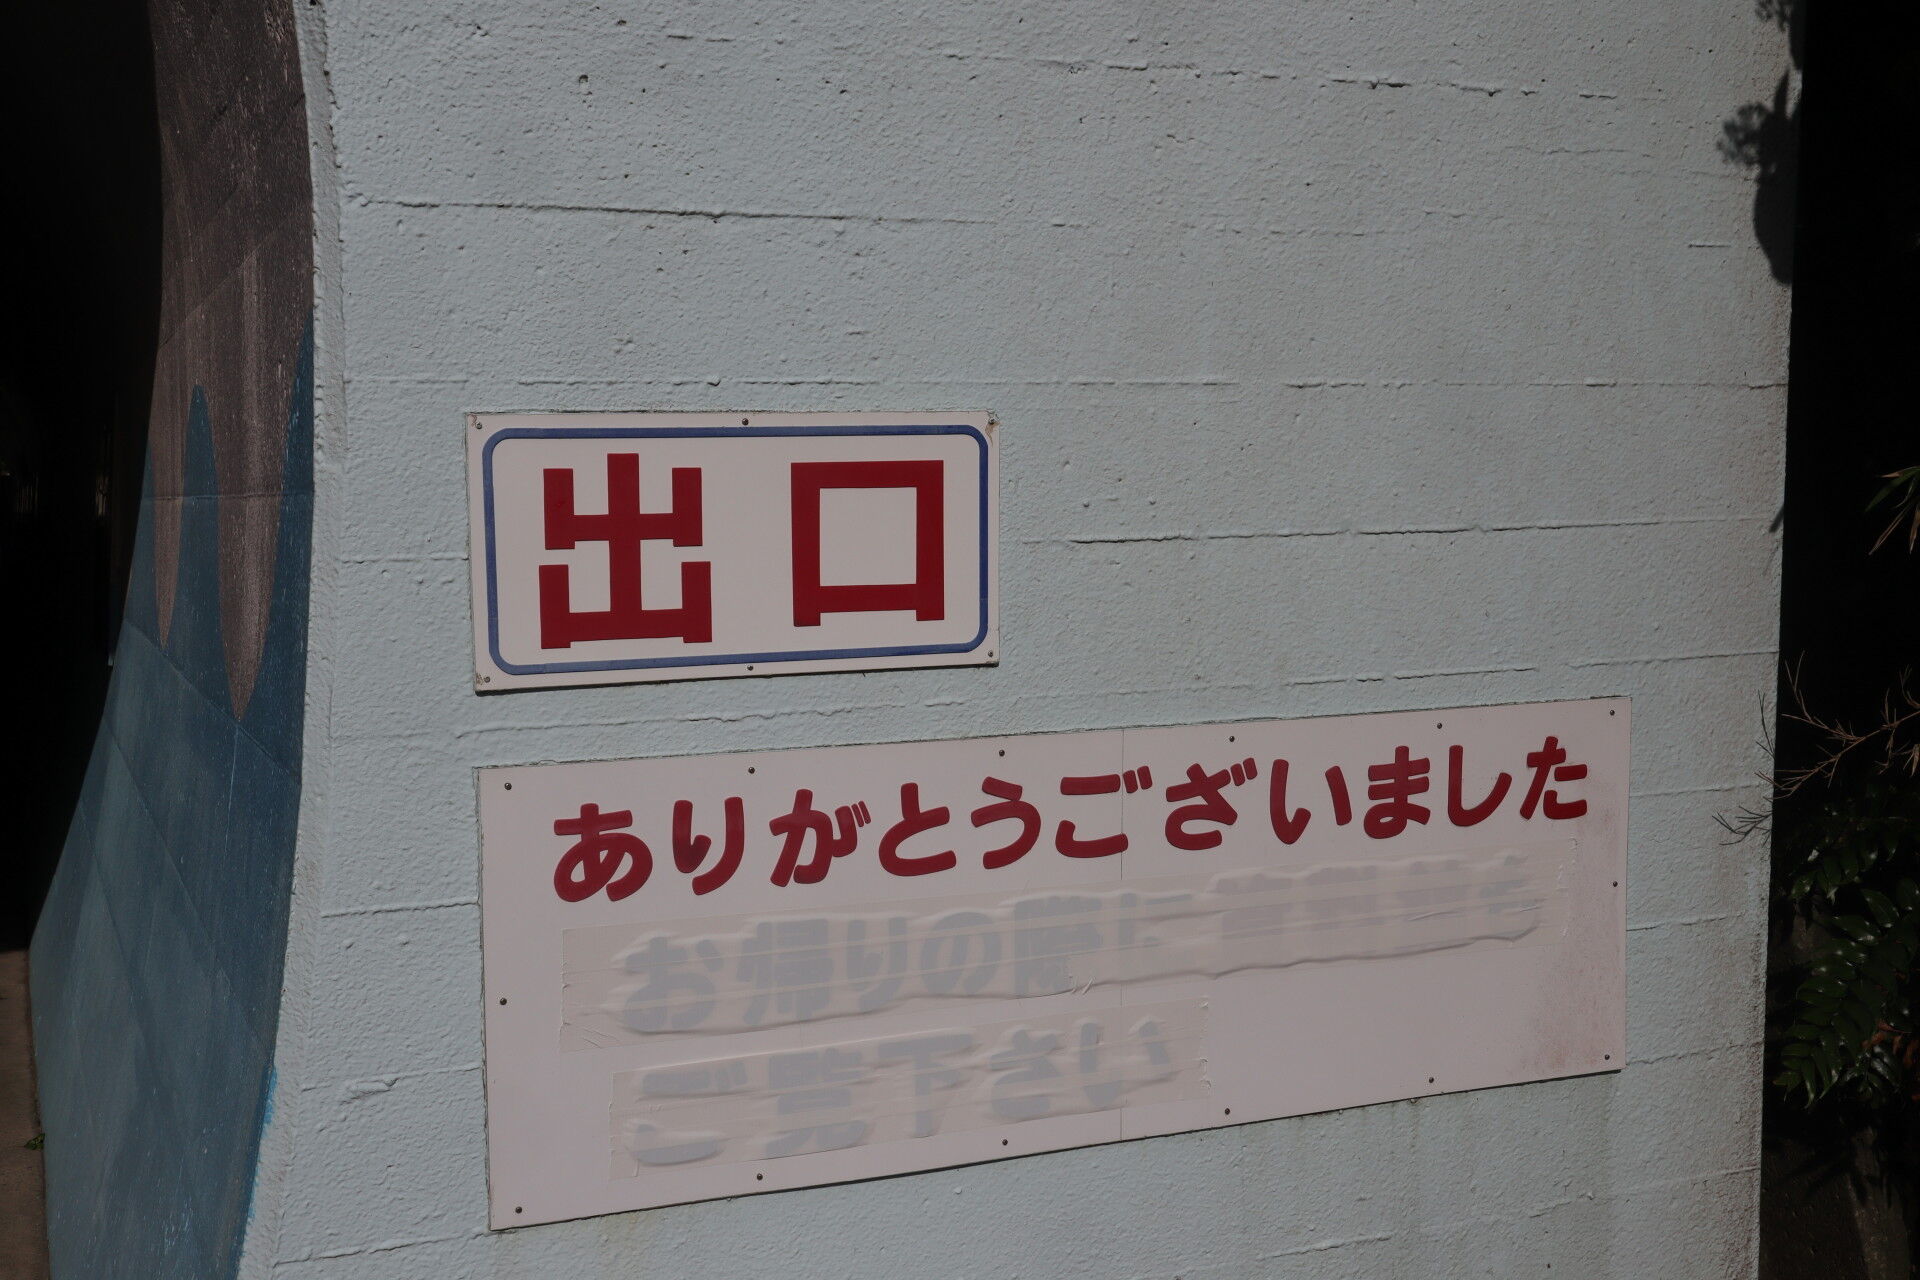 出口
ありがとうございました
お帰りの際に
ご覧下さい